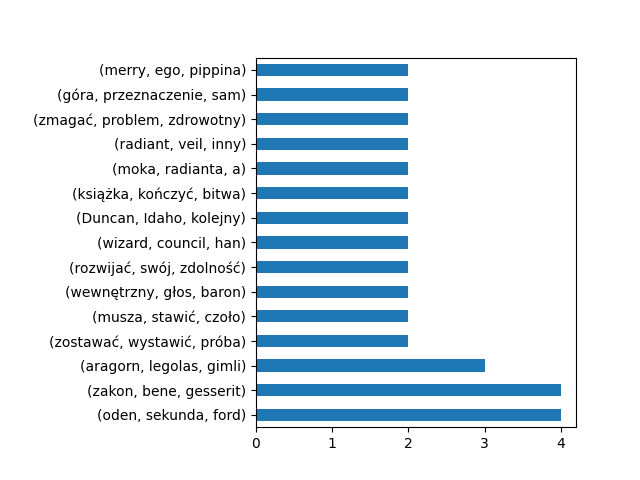 (merry, ego, pippina)
(góra, przeznaczenie, sam)
(zmagać, problem, zdrowotny)
(radiant, veil, inny)
(moka, radianta, a)
(książka, kończyć, bitwa)
(Duncan, Idaho, kolejny)
(wizard, council, han)
(rozwijać, swój, zdolność)
(wewnętrzny, głos, baron)
(musza, stawić, czoło)
(zostawać, wystawić, próba)
(aragorn, legolas, gimli)
(zakon, bene, gesserit)
(oden, sekunda, ford)
0 1 2 3 4